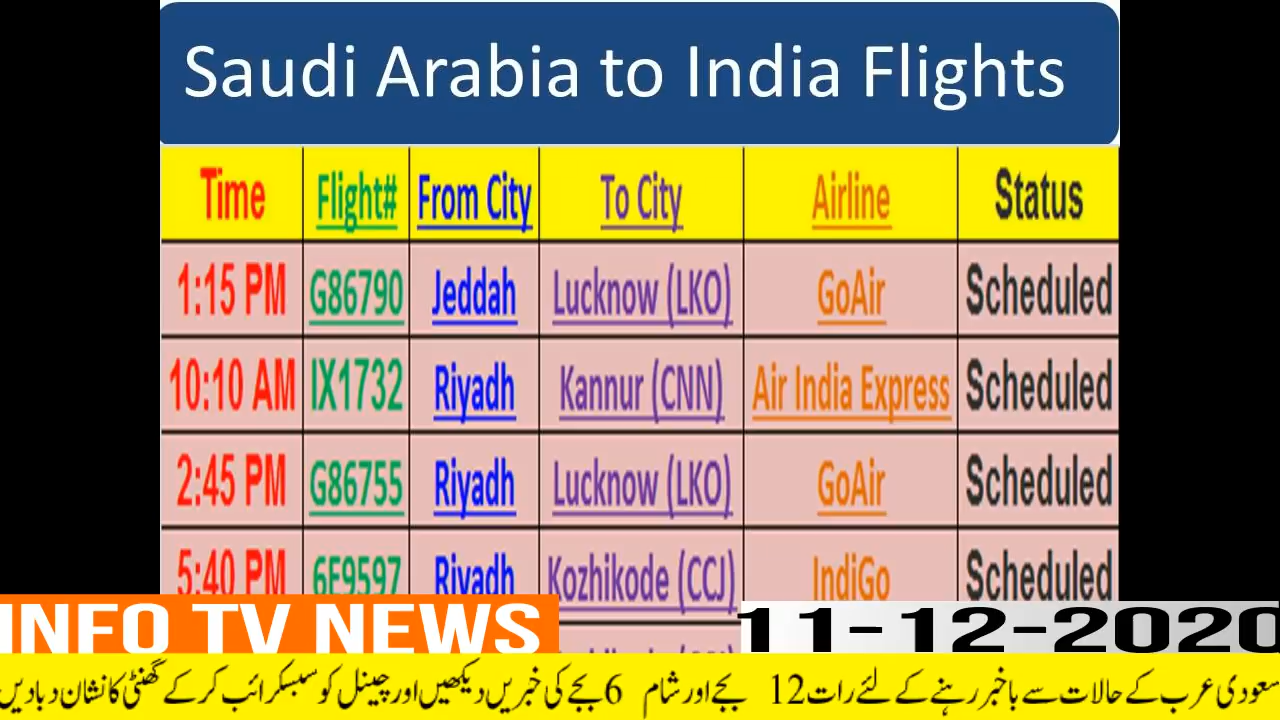 Saudi Arabia to India Flights
Time Flight# From City To City Airline Status
1:15 PM G86790 Jeddah Lucknow (LKO) GoAir Scheduled
10:10 AM IX1732 Riyadh Kannur (CNN) Air India Express Scheduled
2:45 PM G86755 Riyadh Lucknow (LKO) GoAir Scheduled
5:40 PM 6E9597 Riyadh Kozhikode (CCJ) IndiGo Scheduled
INFO TV NEWS 11-12-2020
سعودی عرب کے حالات سے باخبر رہنے کے لئے رات 12 بجے اور شام 6 بجے کی خبریں دیکھیں اور چینل کو سبسکرائب کر کے گھنٹی کا نشان دبا دیں